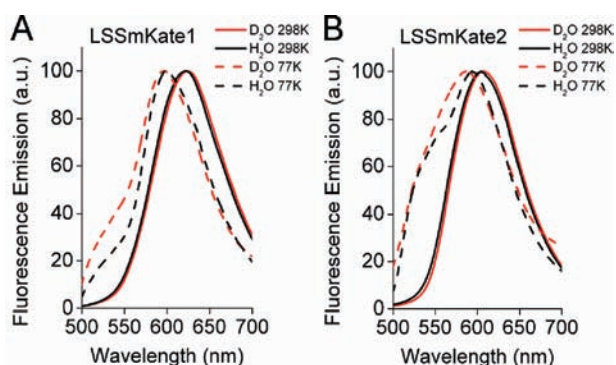 A
LSSmKate1
D₂O 298K
H₂O 298K
D₂O 77K
H₂O 77K
Fluorescence Emission (a.u.)
100
80
60
40
20
0
500 550 600 650 700
Wavelength (nm)
B
LSSmKate2
D₂O 298K
H₂O 298K
D₂O 77K
H₂O 77K
Fluorescence Emission (a.u.)
100
80
60
40
20
0
500 550 600 650 700
Wavelength (nm)